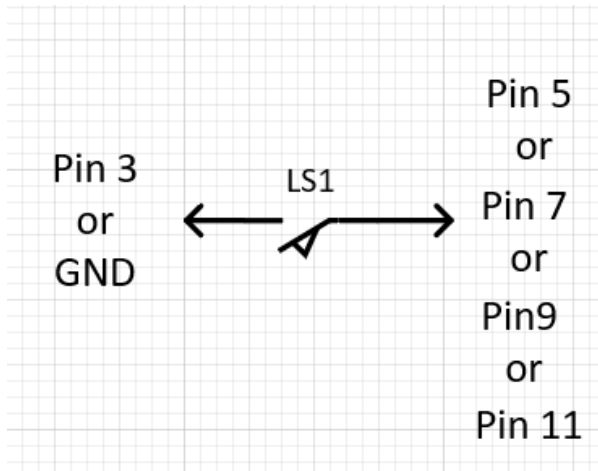 Pin 3
or
GND
LS1
Pin 5
or
Pin 7
or
Pin9
or
Pin 11